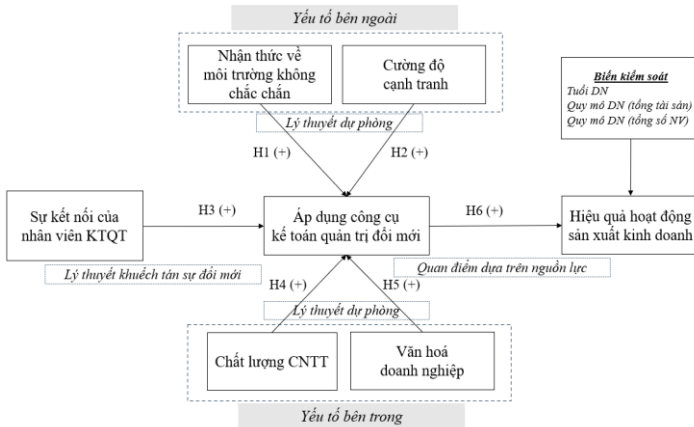 Yếu tố bên ngoài
Nhận thức về
môi trường không
chắc chắn
Cường độ
cạnh tranh
Lý thuyết dự phòng
H1 (+)
H2 (+)
Biến kiểm soát
Tuổi DN
Quy mô DN (tổng tài sản)
Quy mô DN (tổng số NV)
Sự kết nối của
nhân viên KTQT
H3 (+)
Áp dụng công cụ
kế toán quản trị đổi mới
H6 (+)
Hiệu quả hoạt động
sản xuất kinh doanh
Lý thuyết khuếch tán sự đổi mới
Quan điểm dựa trên nguồn lực
H4 (+)
H5 (+)
Lý thuyết dự phòng
Chất lượng CNTT
Văn hoá
doanh nghiệp
Yếu tố bên trong